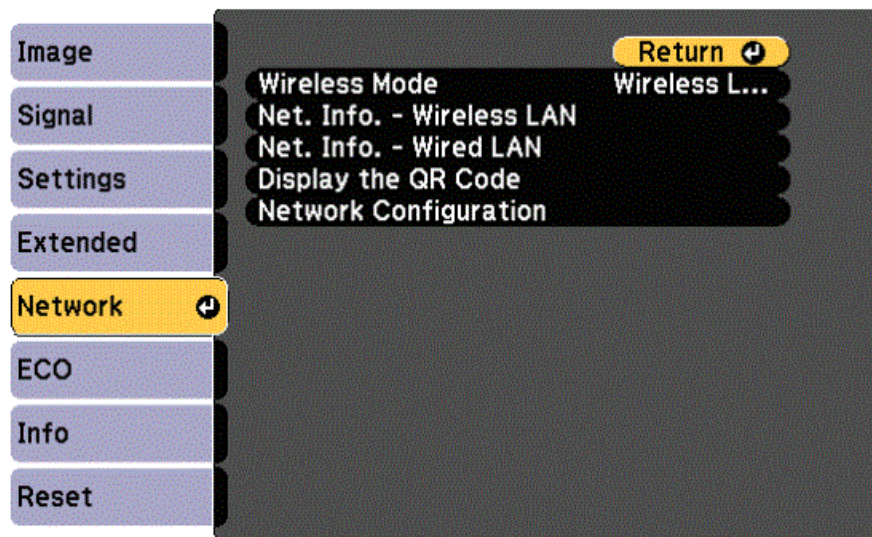 Image
Signal
Settings
Extended
Network
ECO
Info
Reset
Return
Wireless Mode Wireless L...
Net. Info. - Wireless LAN
Net. Info. - Wired LAN
Display the QR Code
Network Configuration